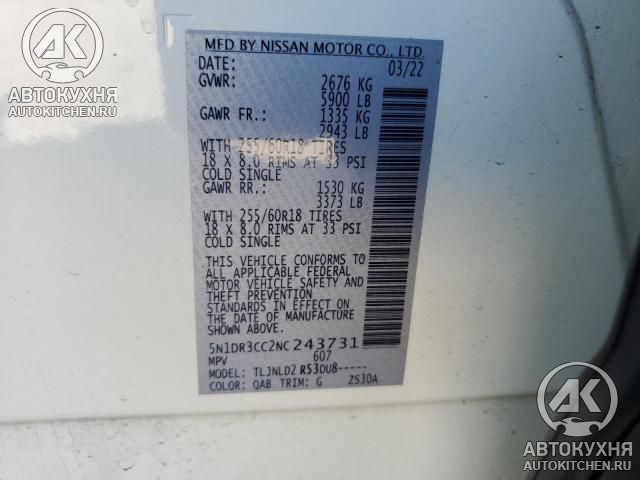 AK
АВТОКУХНЯ
AUTOKITCHEN.RU
MFD BY NISSAN MOTOR CO., LTD.
DATE: 03/22
GVWR: 2676 KG
5900 LB
GAWR FR.: 1335 KG
2943 LB
WITH 255/60R18 TIRES
18 X 8.0 RIMS AT 33 PSI
COLD SINGLE
GAWR RR.: 1530 KG
3373 LB
WITH 255/60R18 TIRES
18 X 8.0 RIMS AT 33 PSI
COLD SINGLE
THIS VEHICLE CONFORMS TO
ALL APPLICABLE FEDERAL
MOTOR VEHICLE SAFETY AND
THEFT PREVENTION
STANDARDS IN EFFECT ON
THE DATE OF MANUFACTURE
SHOWN ABOVE.
5N1DR3CC2NC243731
MPV 607
MODEL: TLJNLD2 R53DU8-----
COLOR: QAB TRIM: G ZS30A
AK
АВТОКУХНЯ
AUTOKITCHEN.RU